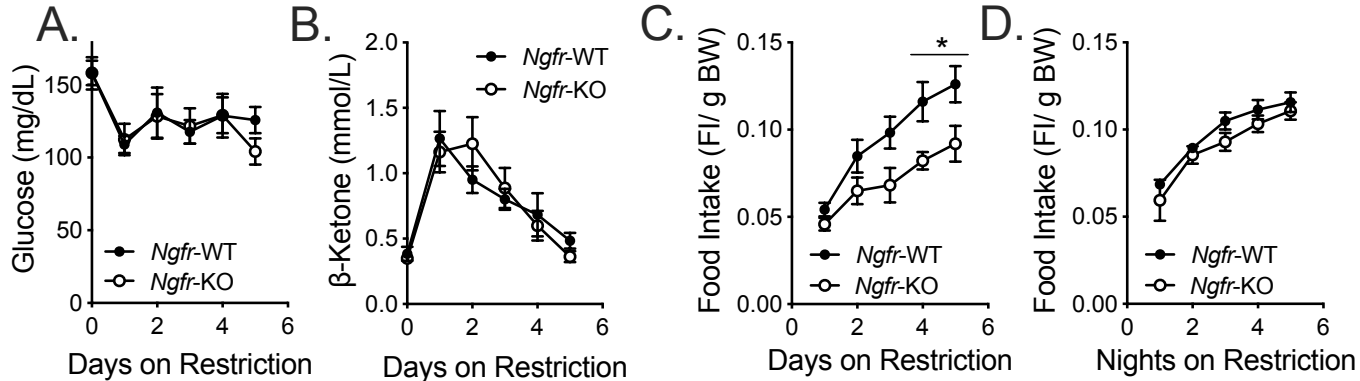 A.
Glucose (mg/dL)
150
100
50
0
Ngfr-WT
Ngfr-KO
0 2 4 6
Days on Restriction
B.
β-Ketone (mmol/L)
2.0
1.5
1.0
0.5
0.0
Ngfr-WT
Ngfr-KO
0 2 4 6
Days on Restriction
C.
Food Intake (FI/ g BW)
0.15
0.10
0.05
0.00
*
Ngfr-WT
Ngfr-KO
0 2 4 6
Days on Restriction
D.
Food Intake (FI/ g BW)
0.15
0.10
0.05
0.00
Ngfr-WT
Ngfr-KO
0 2 4 6
Nights on Restriction